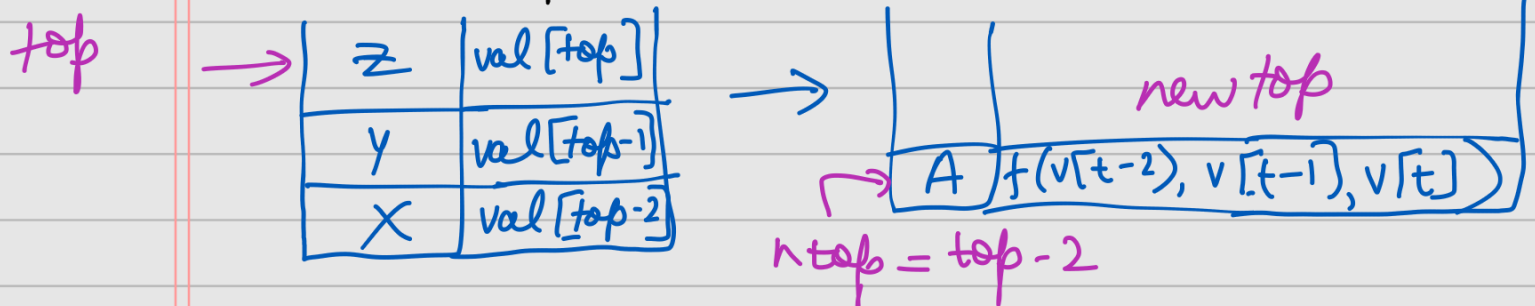 top → Z val[top] → new top
Y val[top-1]
X val[top-2] A f(v[t-2), v[t-1], v[t])
ntop = top-2